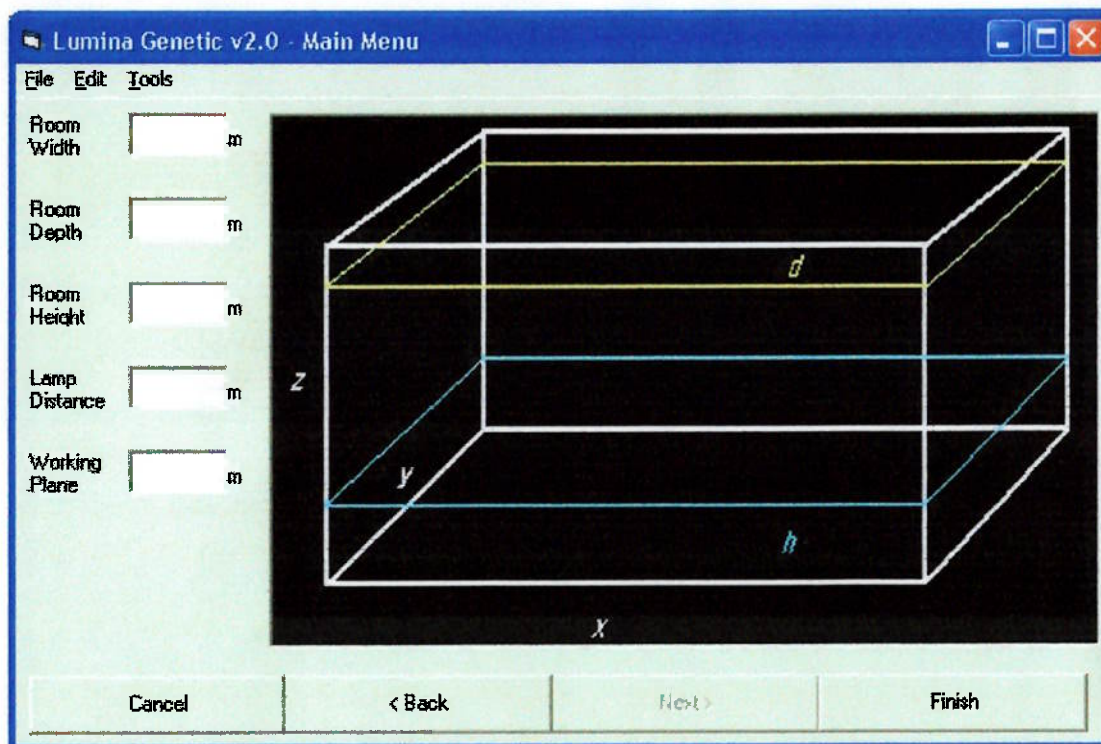 Lumina Genetic v2.0 - Main Menu
File Edit Tools
Room
Width
m
Room
Depth
m
Room
Height
m
Lamp
Distance
m
Working
Plane
m
d
z
y
h
x
Cancel
< Back
Next >
Finish